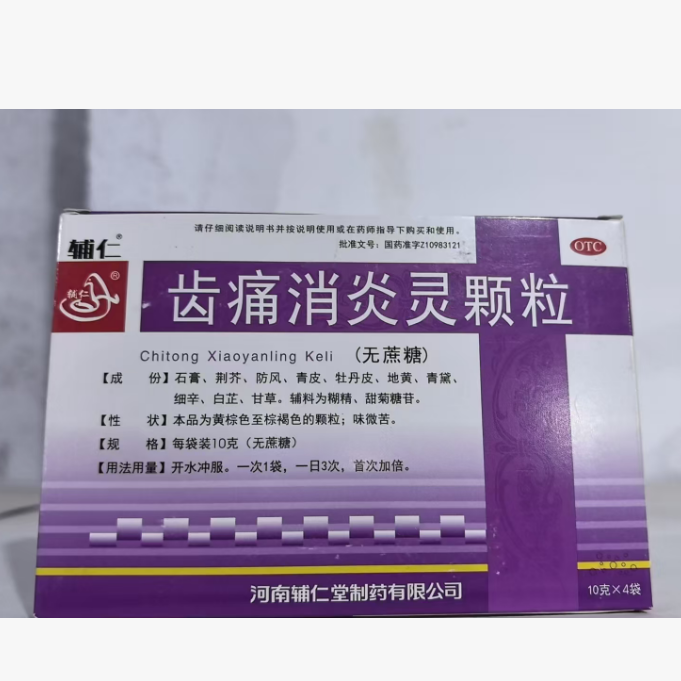 请仔细阅读说明书并按说明使用或在药师指导下购买和使用。
批准文号：国药准字Z10983121
OTC
辅仁®
辅仁®
齿痛消炎灵颗粒
Chitong Xiaoyanling Keli （无蔗糖）
【成　份】石膏、荆芥、防风、青皮、牡丹皮、地黄、青黛、
细辛、白芷、甘草。辅料为糊精、甜菊糖苷。
【性　状】本品为黄棕色至棕褐色的颗粒；味微苦。
【规　格】每袋装10克（无蔗糖）
【用法用量】开水冲服。一次1袋，一日3次，首次加倍。
河南辅仁堂制药有限公司
10克×4袋